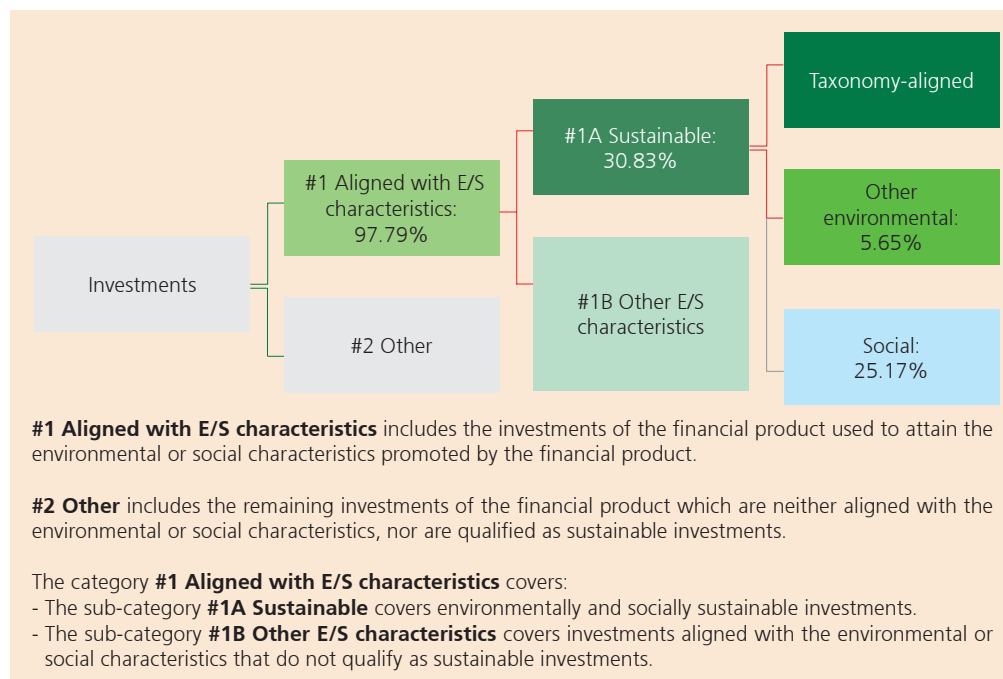 Taxonomy-aligned
#1A Sustainable:
30.83%
#1 Aligned with E/S
characteristics:
97.79%
Other
environmental:
5.65%
Investments
#1B Other E/S
characteristics
#2 Other
Social:
25.17%
#1 Aligned with E/S characteristics includes the investments of the financial product used to attain the
environmental or social characteristics promoted by the financial product.
#2 Other includes the remaining investments of the financial product which are neither aligned with the
environmental or social characteristics, nor are qualified as sustainable investments.
The category #1 Aligned with E/S characteristics covers:
- The sub-category #1A Sustainable covers environmentally and socially sustainable investments.
- The sub-category #1B Other E/S characteristics covers investments aligned with the environmental or
social characteristics that do not qualify as sustainable investments.